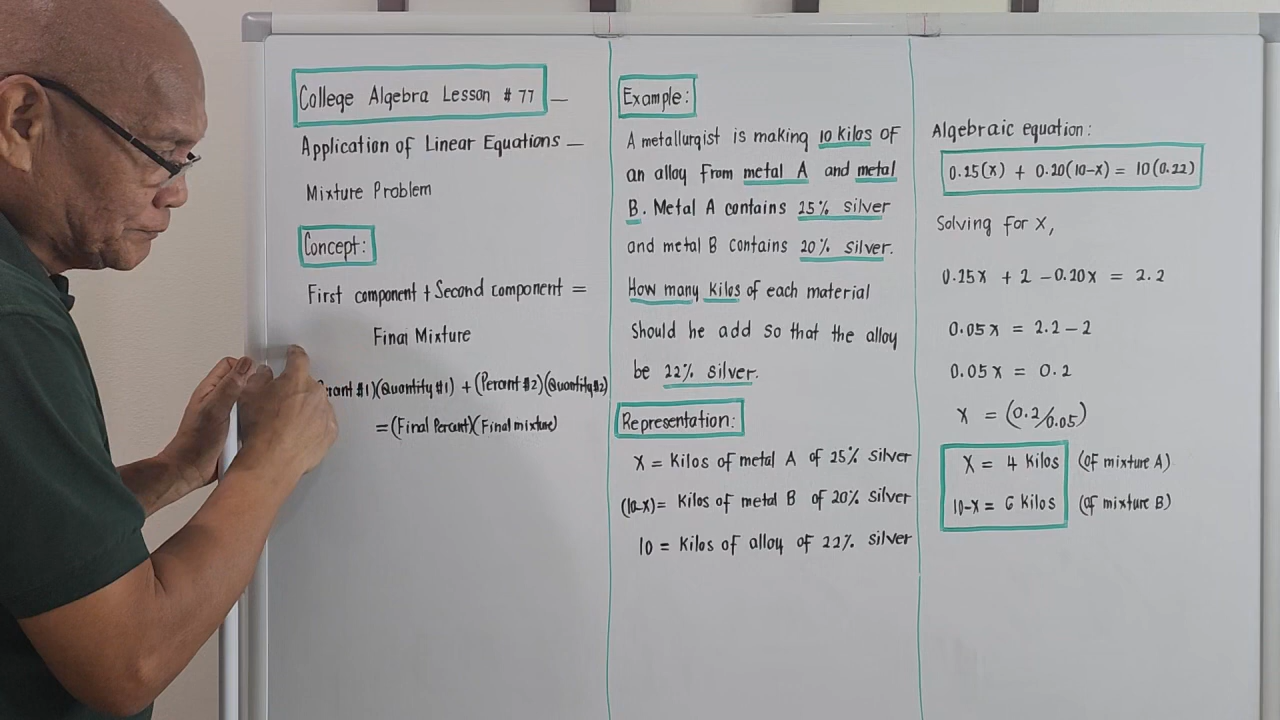 College Algebra Lesson # 77 —
Application of Linear Equations —
Mixture Problem
Concept:
First component + Second component =
Final Mixture
#1)(Quantity #1) + (Percent #2)(Quantity #2)
= (Final Percent)(Final mixture)
Example:
A metallurgist is making 10 kilos of
an alloy from metal A and metal
B. Metal A contains 25% silver
and metal B contains 20% silver.
How many kilos of each material
should he add so that the alloy
be 22% silver.
Representation:
X = Kilos of metal A of 25% silver
(10-X) = Kilos of metal B of 20% silver
10 = Kilos of alloy of 22% silver
Algebraic equation:
0.25(X) + 0.20(10-X) = 10(0.22)
Solving for X,
0.25X + 2 - 0.20X = 2.2
0.05X = 2.2 - 2
0.05X = 0.2
X = (0.2/0.05)
X = 4 Kilos (of mixture A)
10-X = 6 Kilos (of mixture B)